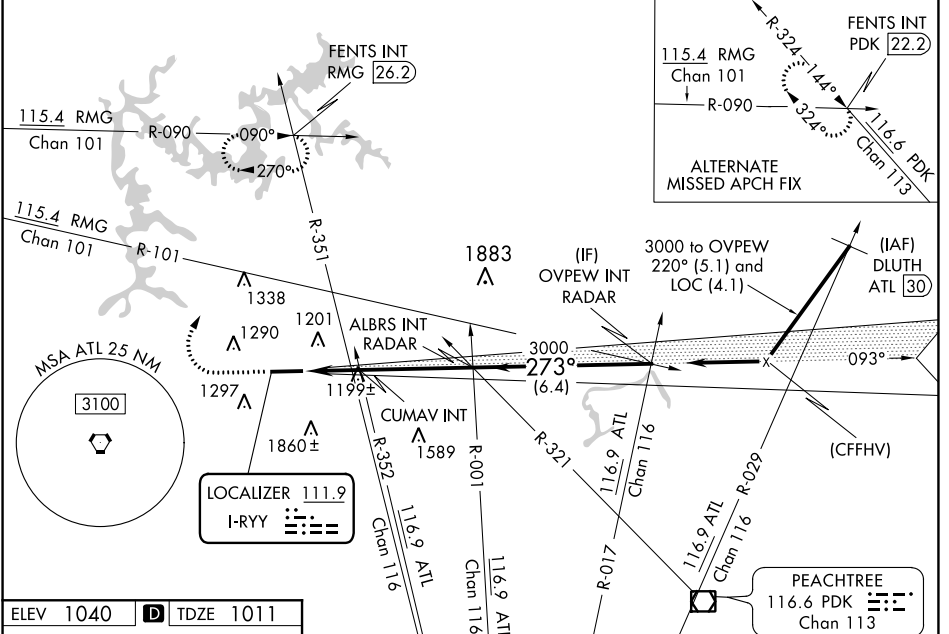 FENTS INT
RMG 26.2
115.4 RMG
Chan 101
R-090
090°
270°
R-351
115.4 RMG
Chan 101
R-101
R-324
144°
324°
FENTS INT
PDK 22.2
115.4 RMG
Chan 101
R-090
116.6 PDK
Chan 113
ALTERNATE
MISSED APCH FIX
1883
1338
1290
1201
1297
1199±
1860±
1589
ALBRS INT
RADAR
(IF)
OVPEW INT
RADAR
3000 to OVPEW
220° (5.1) and
LOC (4.1)
(IAF)
DLUTH
ATL 30
3000
273°
(6.4)
093°
(CFFHV)
CUMAV INT
MSA ATL 25 NM
3100
LOCALIZER 111.9
I-RYY
R-352
116.9 ATL
Chan 116
R-001
116.9 ATL
Chan 116
R-321
116.9 ATL
Chan 116
R-017
R-029
116.9 ATL
Chan 116
PEACHTREE
116.6 PDK
Chan 113
ELEV 1040 D TDZE 1011